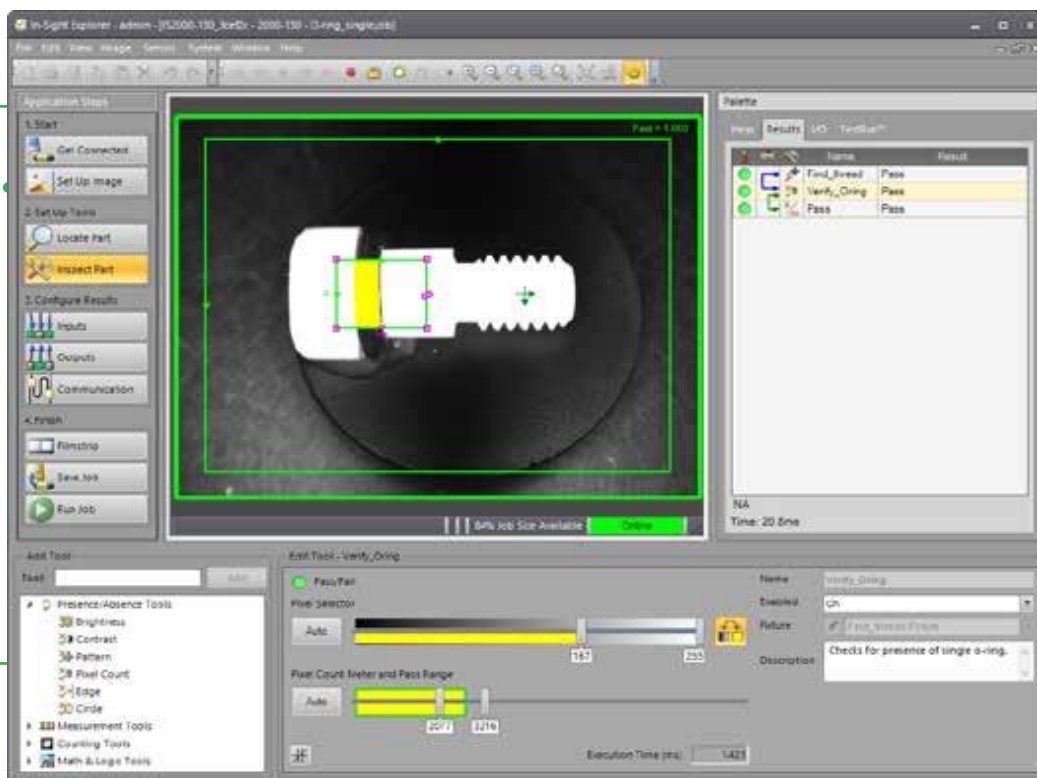 In-Sight Explorer - admin - [IS2000-130_3ce02c - 2000-130 - O-ring_single.job]
File Edit View Image Sensor System Window Help
Application Steps
1. Start
Get Connected
Set Up Image
2. Set Up Tools
Locate Part
Inspect Part
3. Configure Results
Inputs
Outputs
Communication
4. Finish
Filmstrip
Save Job
Run Job
Pass = 1.000
84% Job Size Available
Online
Palette
Help Results I/O TestRun™
Name Result
Find_thread Pass
Verify_Oring Pass
Pass Pass
NA
Time: 20.8ms
Add Tool
Tool:
Add
Presence/Absence Tools
Brightness
Contrast
Pattern
Pixel Count
Edge
Circle
Measurement Tools
Counting Tools
Math & Logic Tools
Edit Tool - Verify_Oring
Pass/Fail
Pixel Selector
Auto
187 255
Pixel Count Meter and Pass Range
Auto
2077 3216
Execution Time (ms) 1.423
Name Verify_Oring
Enabled On
Fixture Find_thread.Fixture
Description Checks for presence of single o-ring.